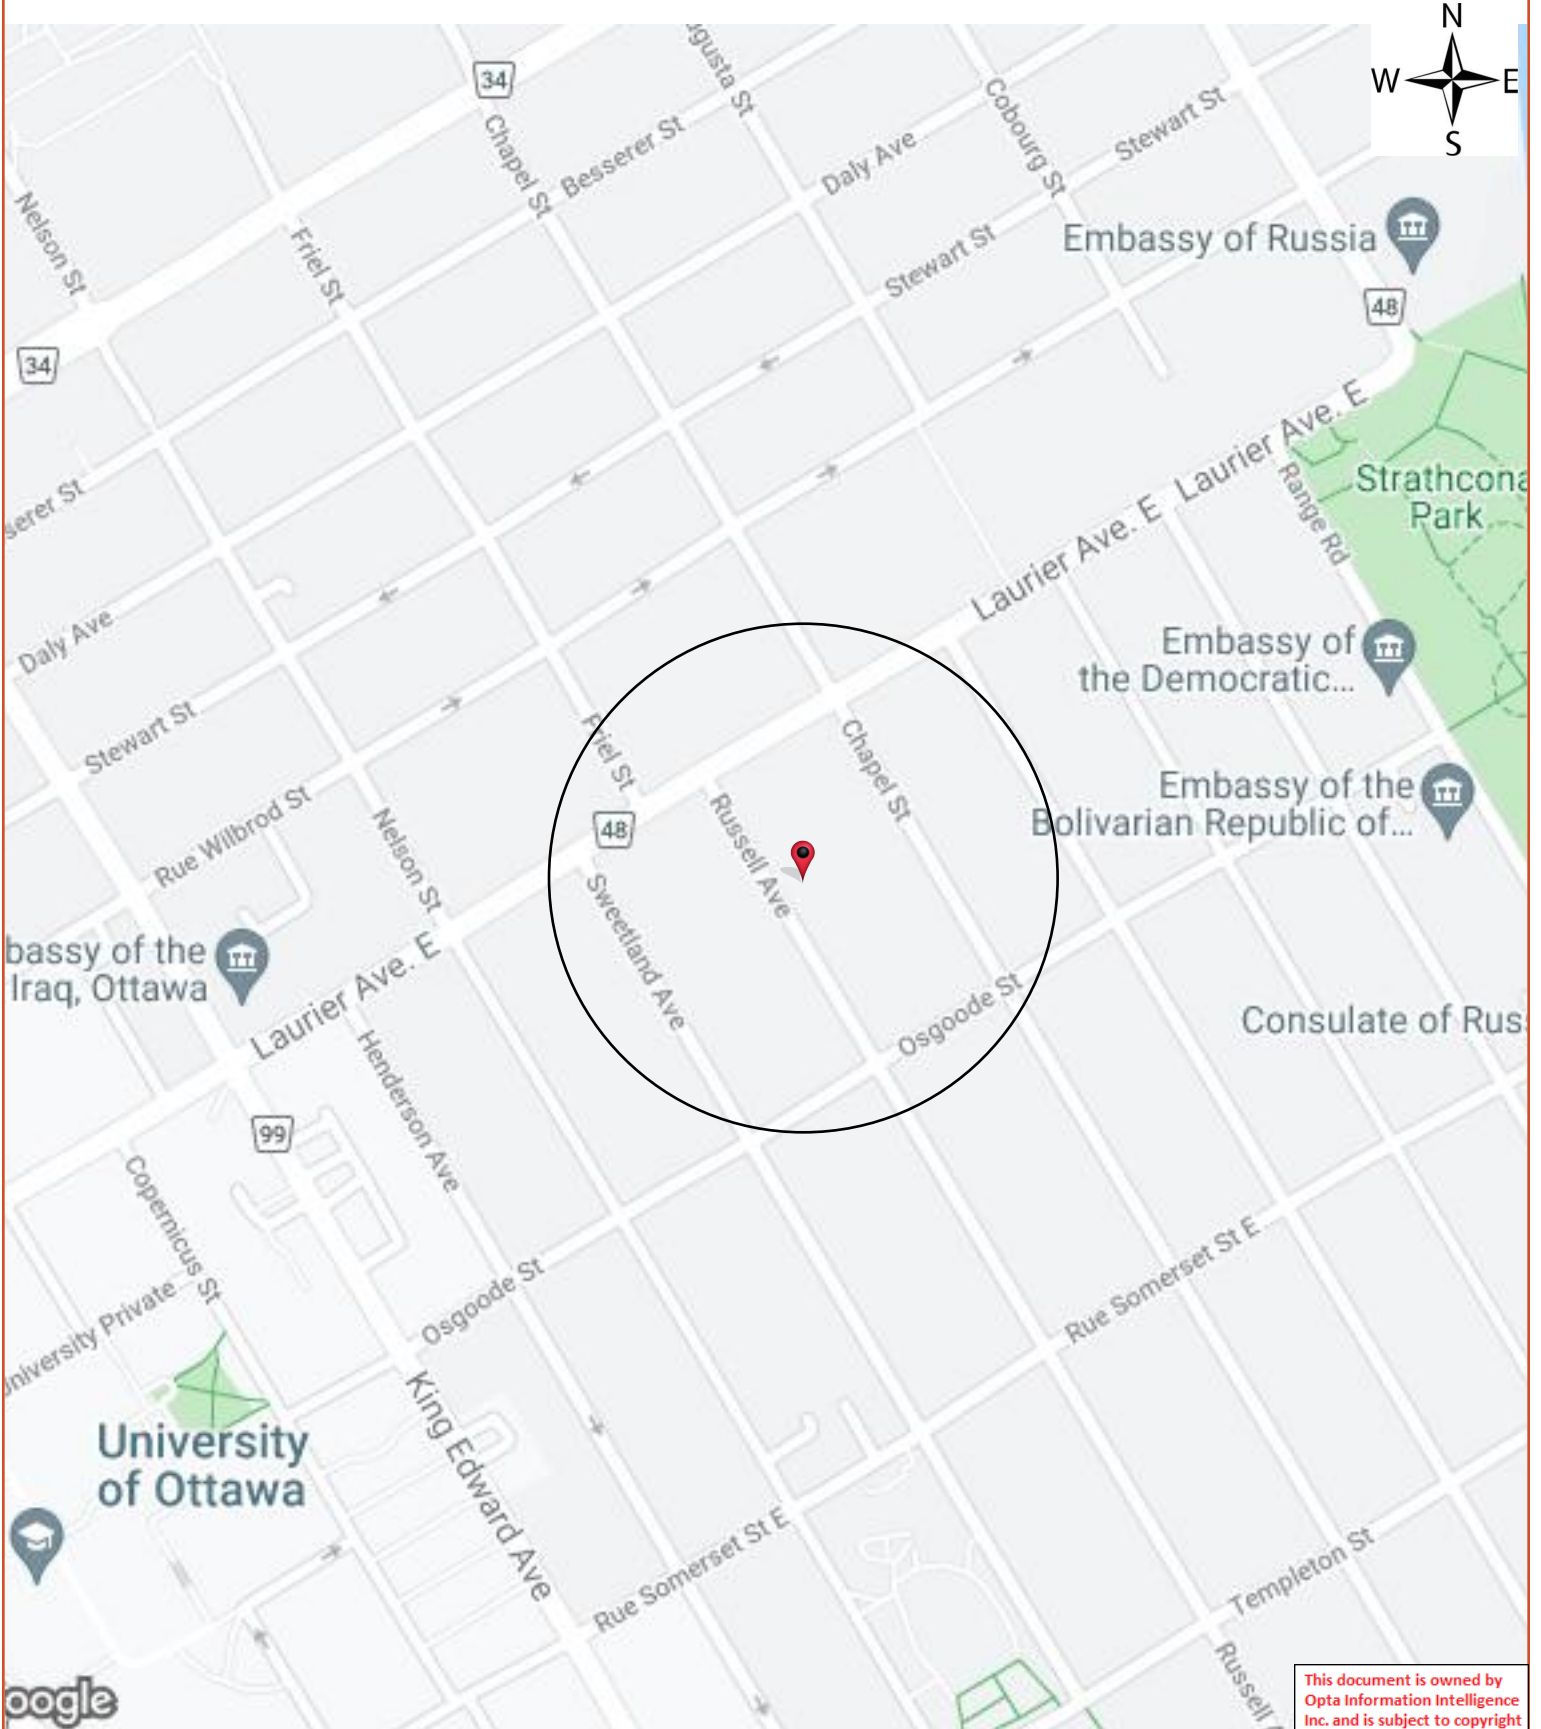 N
W E
S
34
Chapel St
gusta St
Besserer St
Daly Ave
Cobourg St
Stewart St
Nelson St
Friel St
Stewart St
Embassy of Russia
48
34
Laurier Ave. E
Laurier Ave. E
Range Rd
Strathcona
Park
serer St
Daly Ave
Embassy of
the Democratic...
Stewart St
Friel St
Chapel St
Embassy of the
Bolivarian Republic of...
48
Russell Ave
Rue Wilbrod St
Nelson St
Sweetland Ave
bassy of the
Iraq, Ottawa
Laurier Ave. E
Osgoode St
Consulate of Rus
Henderson Ave
99
Copernicus St
University Private
Osgoode St
Rue Somerset St E
King Edward Ave
University
of Ottawa
Rue Somerset St E
Templeton St
Russell
oogle
This document is owned by
Opta Information Intelligence
Inc. and is subject to copyright